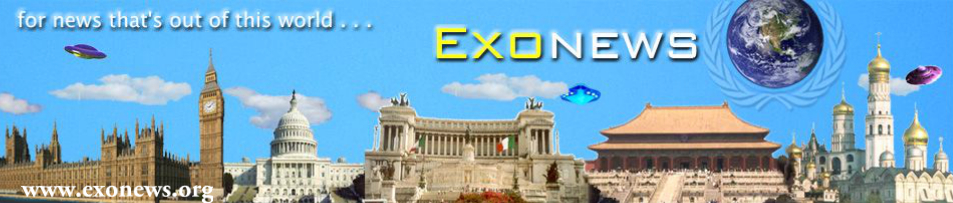 for news that's out of this world . . .
EXONEWS
www.exonews.org